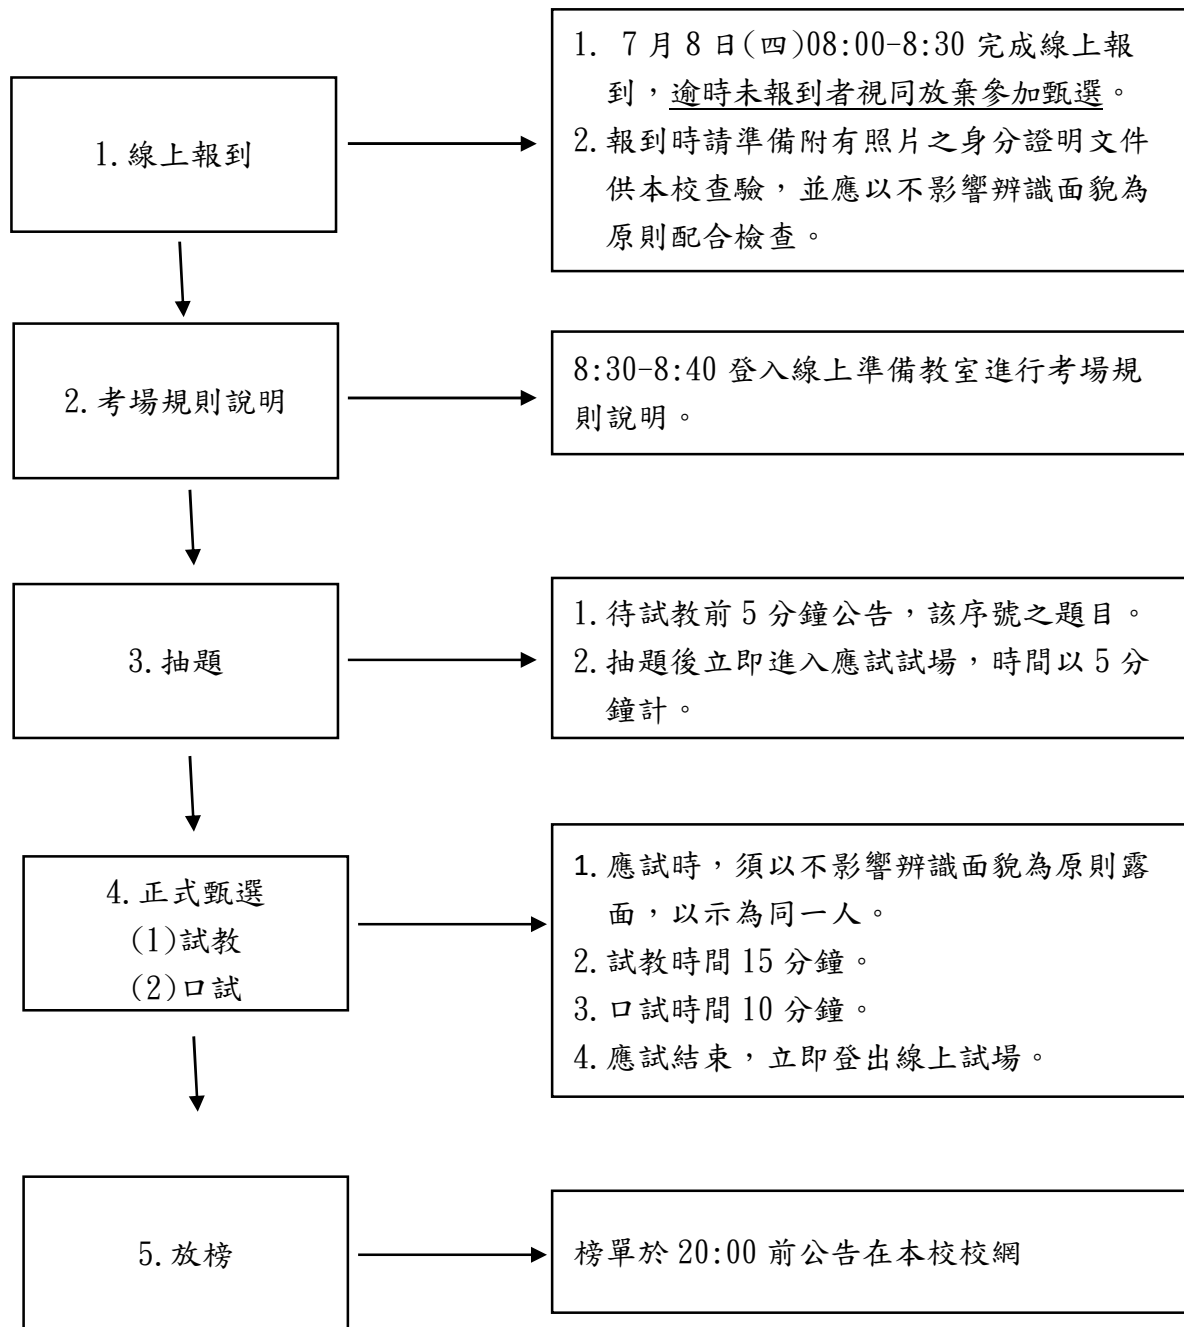 1.線上報到
1. 7月8日(四)08:00-8:30 完成線上報
到，逾時未報到者視同放棄參加甄選。
2.報到時請準備附有照片之身分證明文件
供本校查驗，並應以不影響辨識面貌為
原則配合檢查。
2.考場規則說明
8:30-8:40 登入線上準備教室進行考場規
則說明。
3.抽題
1.待試教前5分鐘公告，該序號之題目。
2.抽題後立即進入應試試場，時間以5分
鐘計。
4.正式甄選
(1)試教
(2)口試
1.應試時，須以不影響辨識面貌為原則露
面，以示為同一人。
2.試教時間15分鐘。
3.口試時間10分鐘。
4.應試結束，立即登出線上試場。
5.放榜
榜單於20:00前公告在本校校網